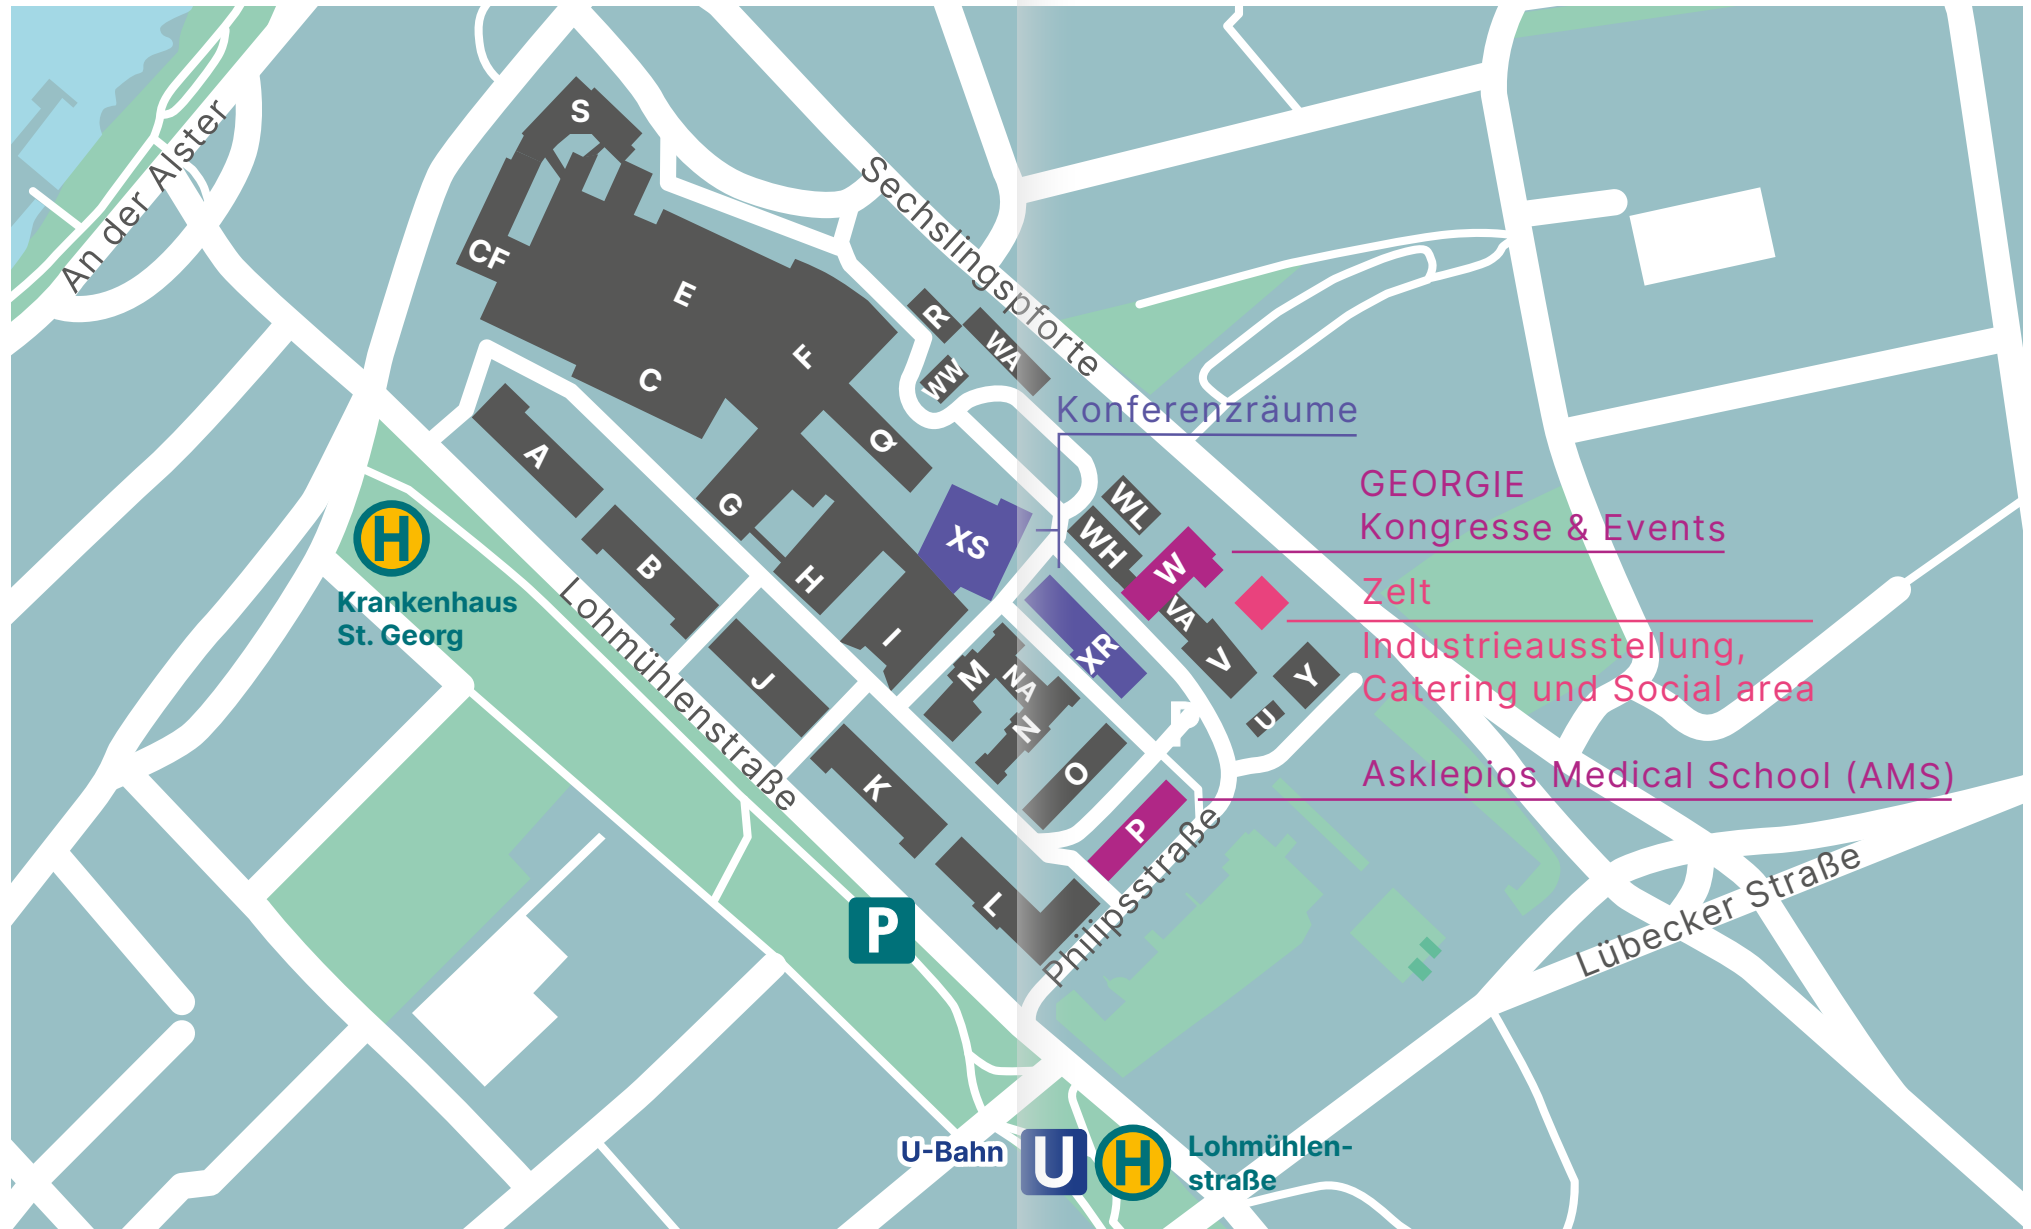 An der Alster
Sechslingspforte
S
CF
E
R
F
WA
WW
C
Konferenzräume
A
Q
GEORGIE
Kongresse & Events
WL
G
XS
WH
H
Krankenhaus
St. Georg
B
H
W
Zelt
Lohmühlenstraße
VA
I
Industrieausstellung,
Catering und Social area
XR
V
J
M
NA
Y
U
N
P
O
K
Asklepios Medical School (AMS)
P
Philipsstraße
L
P
Lübecker Straße
U-Bahn
U
H
Lohmühlen-
straße